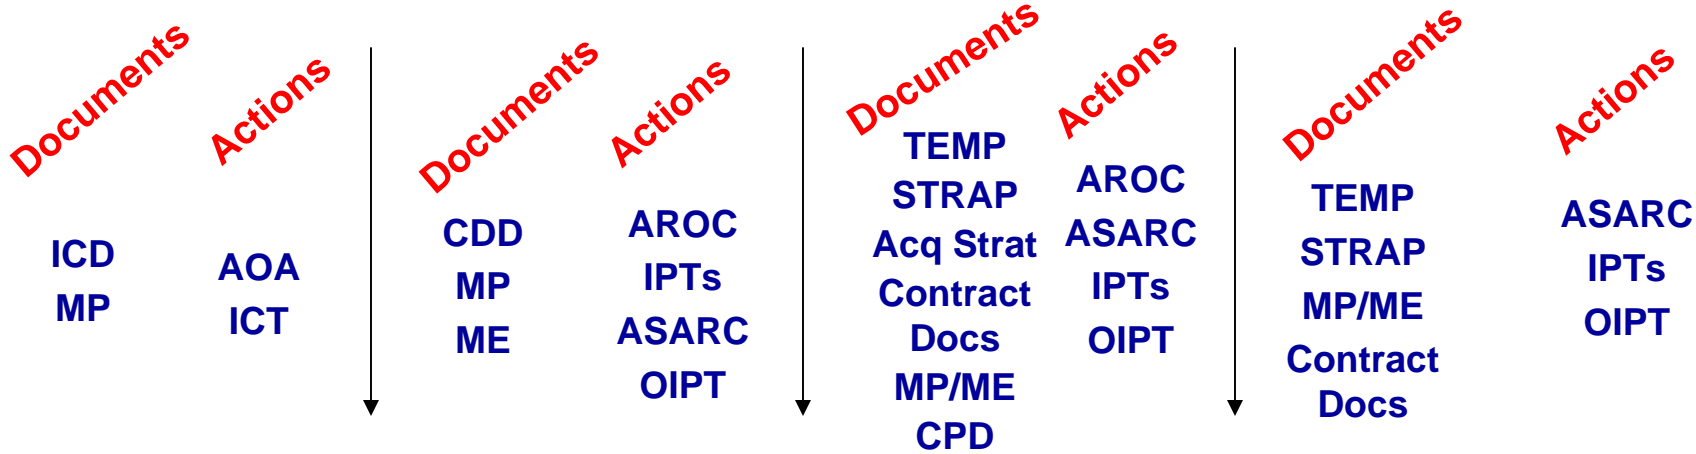 Documents
Actions
ICD
MP
AOA
ICT
Documents
Actions
CDD
MP
ME
AROC
IPTs
ASARC
OIPT
Documents
Actions
TEMP
STRAP
Acq Strat
Contract
Docs
MP/ME
CPD
AROC
ASARC
IPTs
OIPT
Documents
Actions
TEMP
STRAP
MP/ME
Contract
Docs
ASARC
IPTs
OIPT